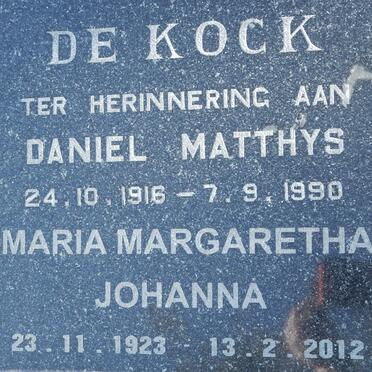 DE KOCK
TER HERINNERING AAN
DANIEL MATTHYS
24.10.1916 – 7.9.1990
MARIA MARGARETHA
JOHANNA
23.11.1923 - 13.2.2012